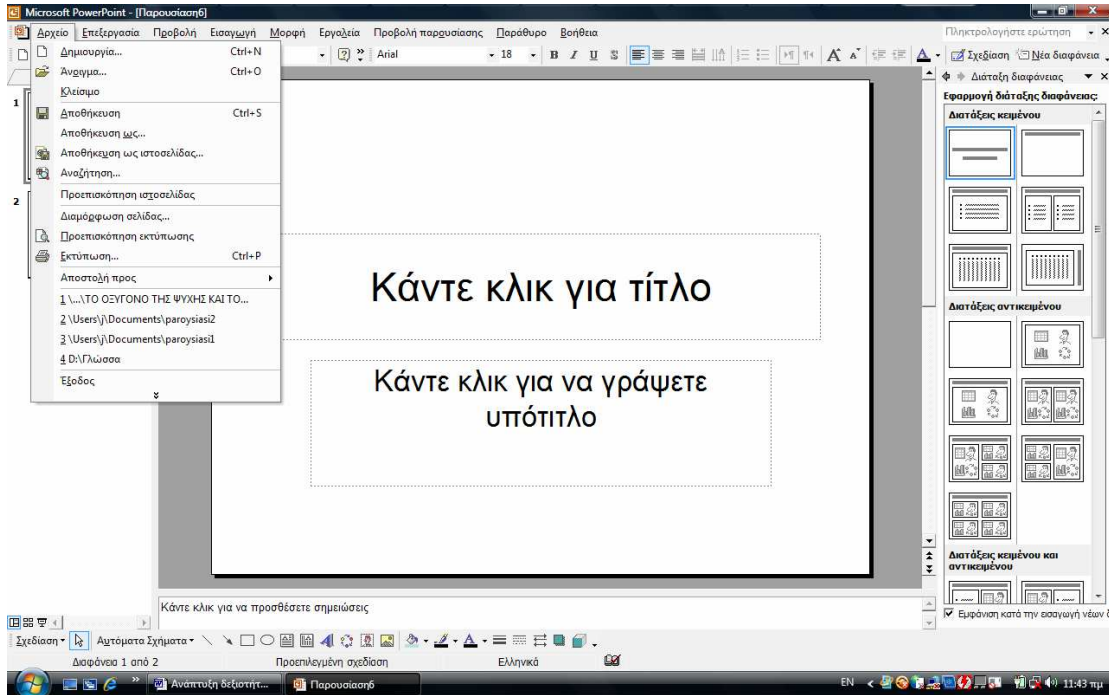 Microsoft PowerPoint - [Παρουσίαση6]
Αρχείο Επεξεργασία Προβολή Εισαγωγή Μορφή Εργαλεία Προβολή παρουσίασης Παράθυρο Βοήθεια
Πληκτρολογήστε ερώτηση
Arial 18 B I U S Σχεδίαση Νέα διαφάνεια
Δημιουργία... Ctrl+N
Άνοιγμα... Ctrl+O
Κλείσιμο
Αποθήκευση Ctrl+S
Αποθήκευση ως...
Αποθήκευση ως ιστοσελίδας...
Αναζήτηση...
Προεπισκόπηση ιστοσελίδας
Διαμόρφωση σελίδας...
Προεπισκόπηση εκτύπωσης
Εκτύπωση... Ctrl+P
Αποστολή προς
1 \...\ΤΟ ΟΞΥΓΟΝΟ ΤΗΣ ΨΥΧΗΣ ΚΑΙ ΤΟ...
2 \Users\j\Documents\paroysiasi2
3 \Users\j\Documents\paroysiasi1
4 D:\Γλώσσα
Έξοδος
1
2
Κάντε κλικ για τίτλο
Κάντε κλικ για να γράψετε
υπότιτλο
Διάταξη διαφάνειας
Εφαρμογή διάταξης διαφάνειας:
Διατάξεις κειμένου
Διατάξεις αντικειμένου
Διατάξεις κειμένου και
αντικειμένου
Εμφάνιση κατά την εισαγωγή νέων
Κάντε κλικ για να προσθέσετε σημειώσεις
Σχεδίαση Αυτόματα Σχήματα
Διαφάνεια 1 από 2 Προεπιλεγμένη σχεδίαση Ελληνικά
Ανάπτυξη δεξιοτήτ... Παρουσίαση6 EN 11:43 πμ